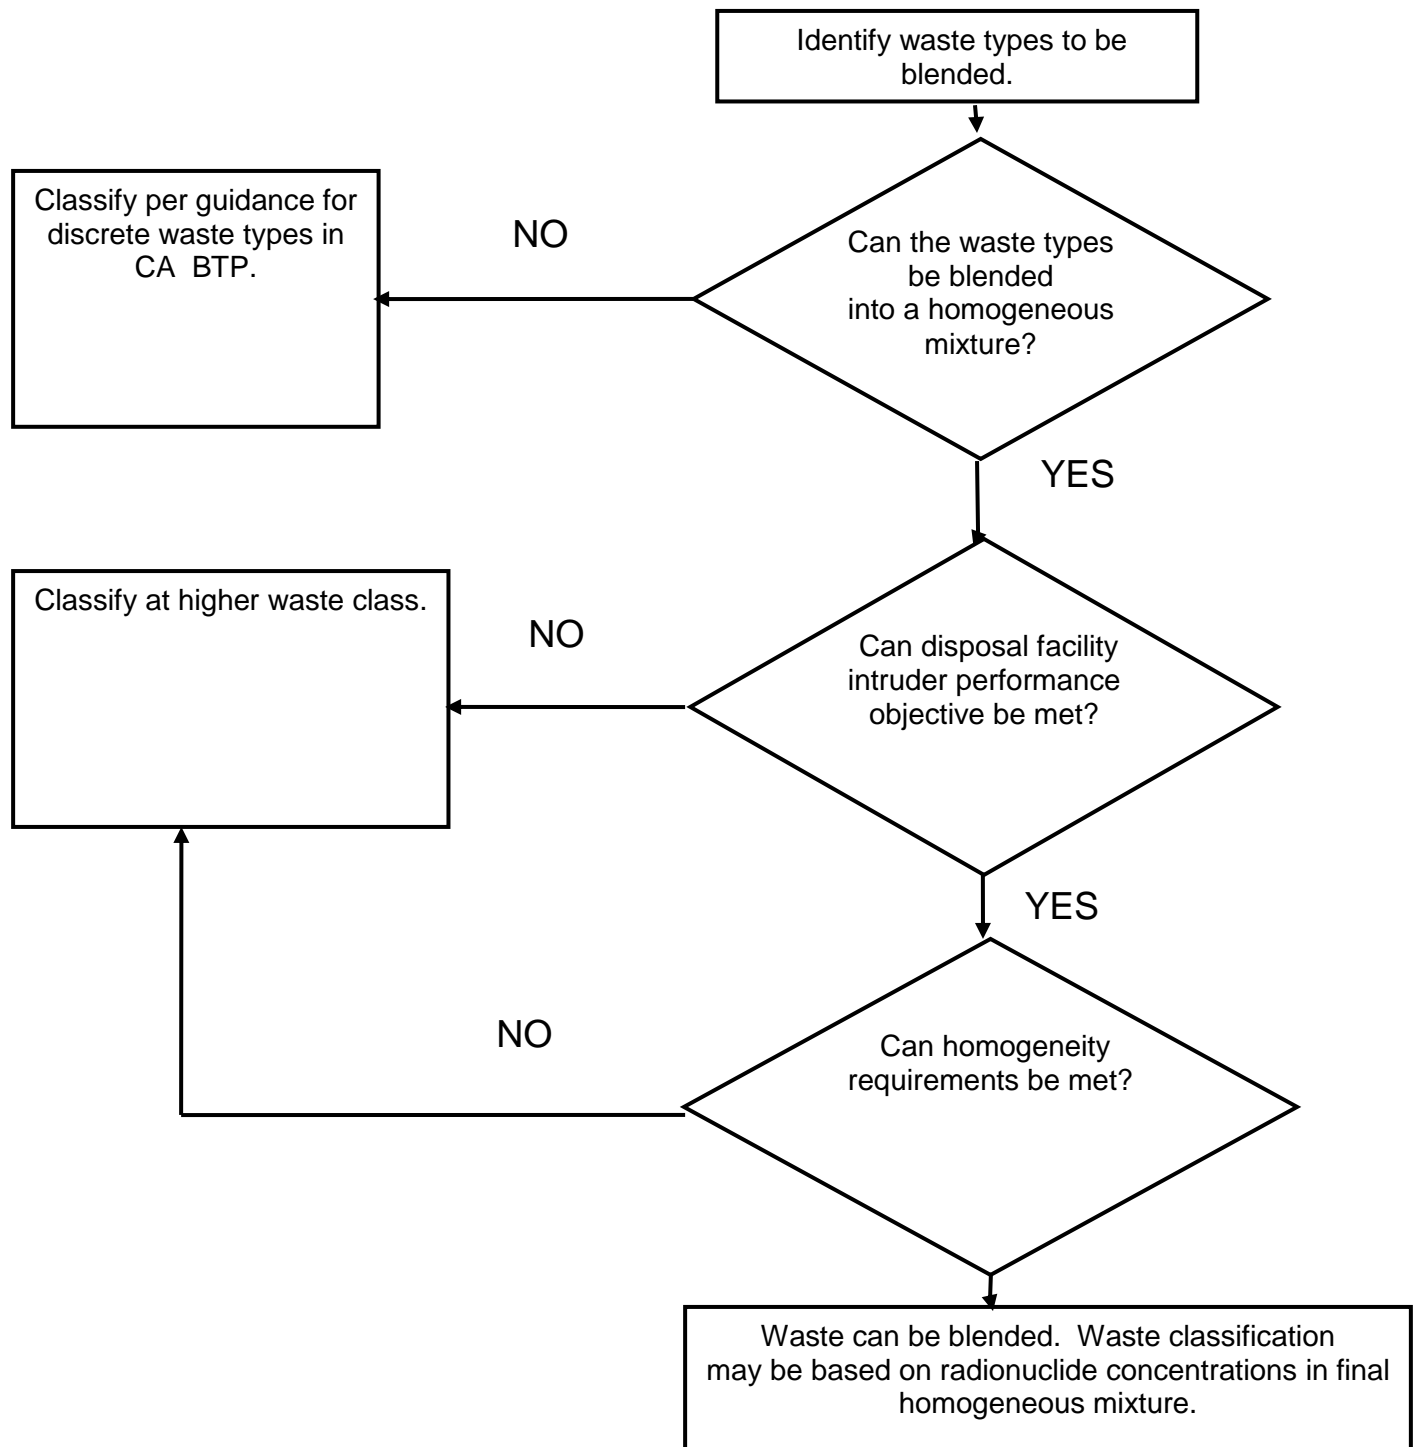 Identify waste types to be
blended.
Classify per guidance for
discrete waste types in
CA  BTP.
NO
Can the waste types
be blended
into a homogeneous
mixture?
YES
Classify at higher waste class.
NO
Can disposal facility
intruder performance
objective be met?
YES
NO
Can homogeneity
requirements be met?
Waste can be blended.  Waste classification
may be based on radionuclide concentrations in final
homogeneous mixture.